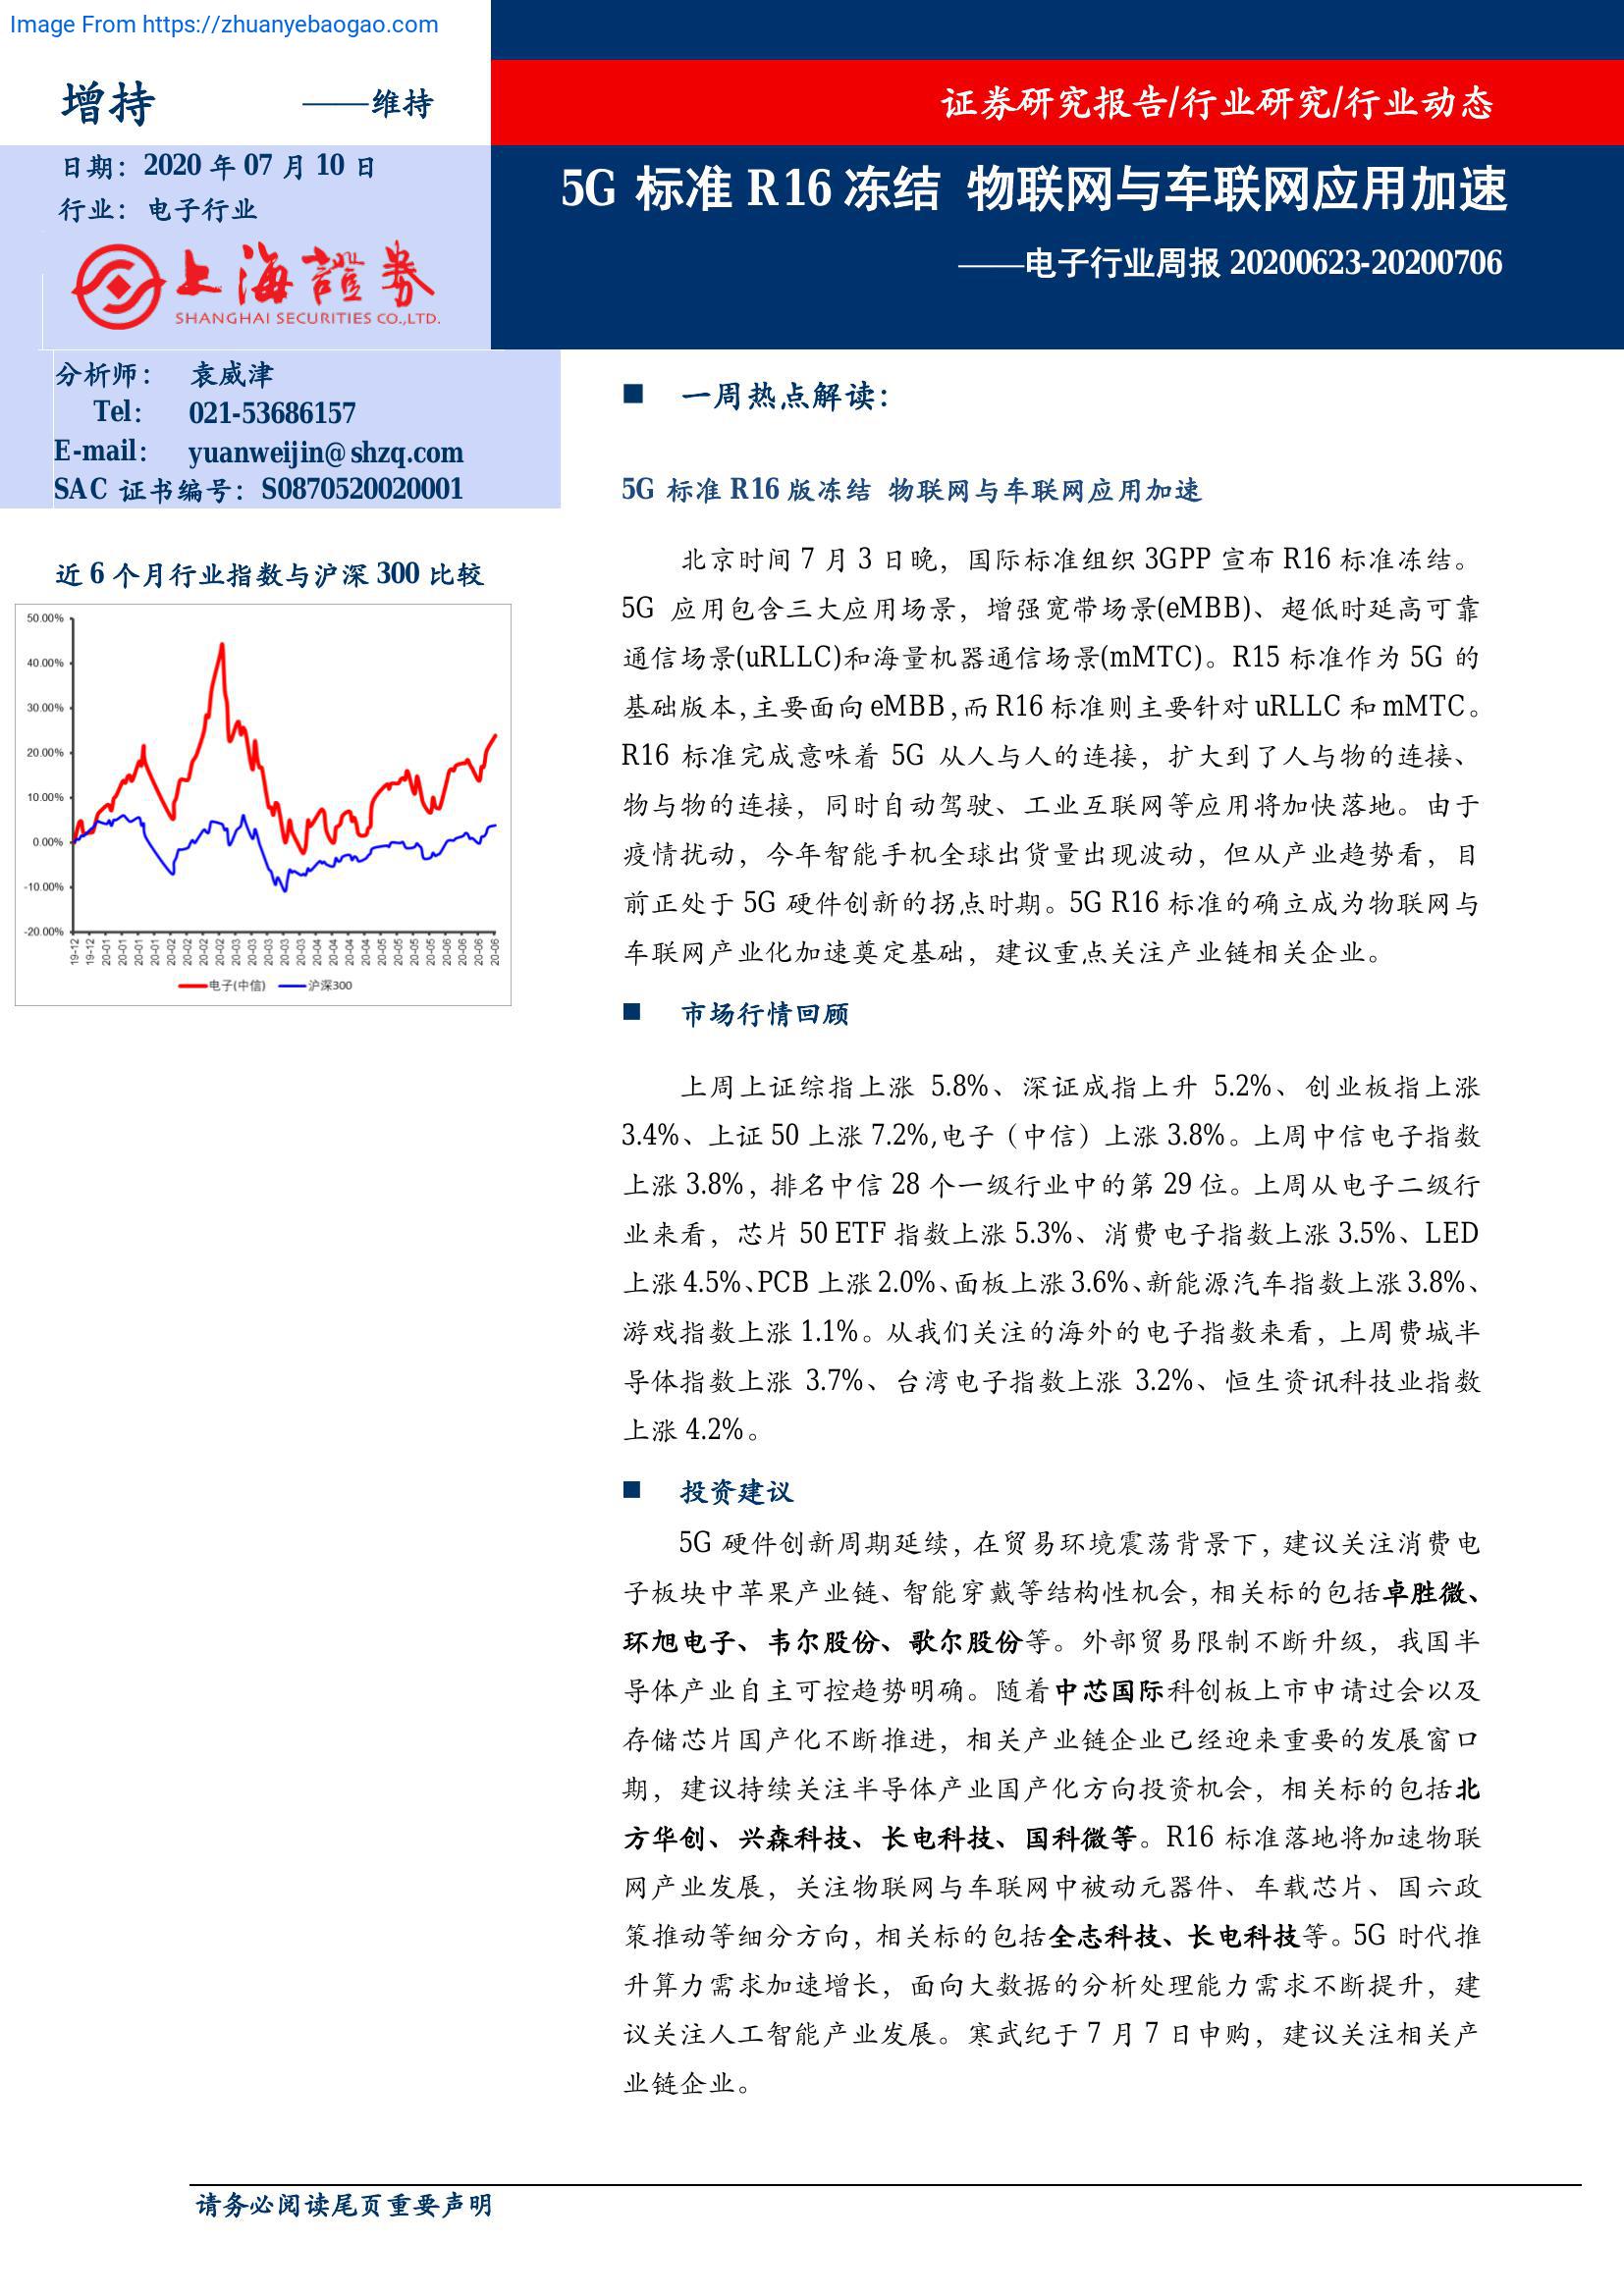 Image From https://zhuanyebaogao.com
增持 ——维持
证券研究报告/行业研究/行业动态
日期：2020 年 07 月 10 日
行业：电子行业
5G 标准 R16 冻结 物联网与车联网应用加速
——电子行业周报 20200623-20200706
上海證券
SHANGHAI SECURITIES CO.,LTD.
分析师： 袁威津
Tel： 021-53686157
E-mail： yuanweijin@shzq.com
SAC 证书编号：S0870520020001
近 6 个月行业指数与沪深 300 比较
50.00%
40.00%
30.00%
20.00%
10.00%
0.00%
-10.00%
-20.00%
19-12 19-12 20-01 20-01 20-01 20-01 20-02 20-02 20-02 20-02 20-03 20-03 20-03 20-03 20-03 20-04 20-04 20-04 20-04 20-05 20-05 20-05 20-05 20-06 20-06 20-06 20-06
电子(中信) 沪深300
■ 一周热点解读：
5G 标准 R16 版冻结 物联网与车联网应用加速
北京时间 7 月 3 日晚，国际标准组织 3GPP 宣布 R16 标准冻结。
5G 应用包含三大应用场景，增强宽带场景(eMBB)、超低时延高可靠
通信场景(uRLLC)和海量机器通信场景(mMTC)。R15 标准作为 5G 的
基础版本,主要面向 eMBB,而 R16 标准则主要针对 uRLLC 和 mMTC。
R16 标准完成意味着 5G 从人与人的连接，扩大到了人与物的连接、
物与物的连接，同时自动驾驶、工业互联网等应用将加快落地。由于
疫情扰动，今年智能手机全球出货量出现波动，但从产业趋势看，目
前正处于 5G 硬件创新的拐点时期。5G R16 标准的确立成为物联网与
车联网产业化加速奠定基础，建议重点关注产业链相关企业。
■ 市场行情回顾
上周上证综指上涨 5.8%、深证成指上升 5.2%、创业板指上涨
3.4%、上证 50 上涨 7.2%,电子（中信）上涨 3.8%。上周中信电子指数
上涨 3.8%，排名中信 28 个一级行业中的第 29 位。上周从电子二级行
业来看，芯片 50 ETF 指数上涨 5.3%、消费电子指数上涨 3.5%、LED
上涨 4.5%、PCB 上涨 2.0%、面板上涨 3.6%、新能源汽车指数上涨 3.8%、
游戏指数上涨 1.1%。从我们关注的海外的电子指数来看，上周费城半
导体指数上涨 3.7%、台湾电子指数上涨 3.2%、恒生资讯科技业指数
上涨 4.2%。
■ 投资建议
5G 硬件创新周期延续，在贸易环境震荡背景下，建议关注消费电
子板块中苹果产业链、智能穿戴等结构性机会，相关标的包括卓胜微、
环旭电子、韦尔股份、歌尔股份等。外部贸易限制不断升级，我国半
导体产业自主可控趋势明确。随着中芯国际科创板上市申请过会以及
存储芯片国产化不断推进，相关产业链企业已经迎来重要的发展窗口
期，建议持续关注半导体产业国产化方向投资机会，相关标的包括北
方华创、兴森科技、长电科技、国科微等。R16 标准落地将加速物联
网产业发展，关注物联网与车联网中被动元器件、车载芯片、国六政
策推动等细分方向，相关标的包括全志科技、长电科技等。5G 时代推
升算力需求加速增长，面向大数据的分析处理能力需求不断提升，建
议关注人工智能产业发展。寒武纪于 7 月 7 日申购，建议关注相关产
业链企业。
请务必阅读尾页重要声明